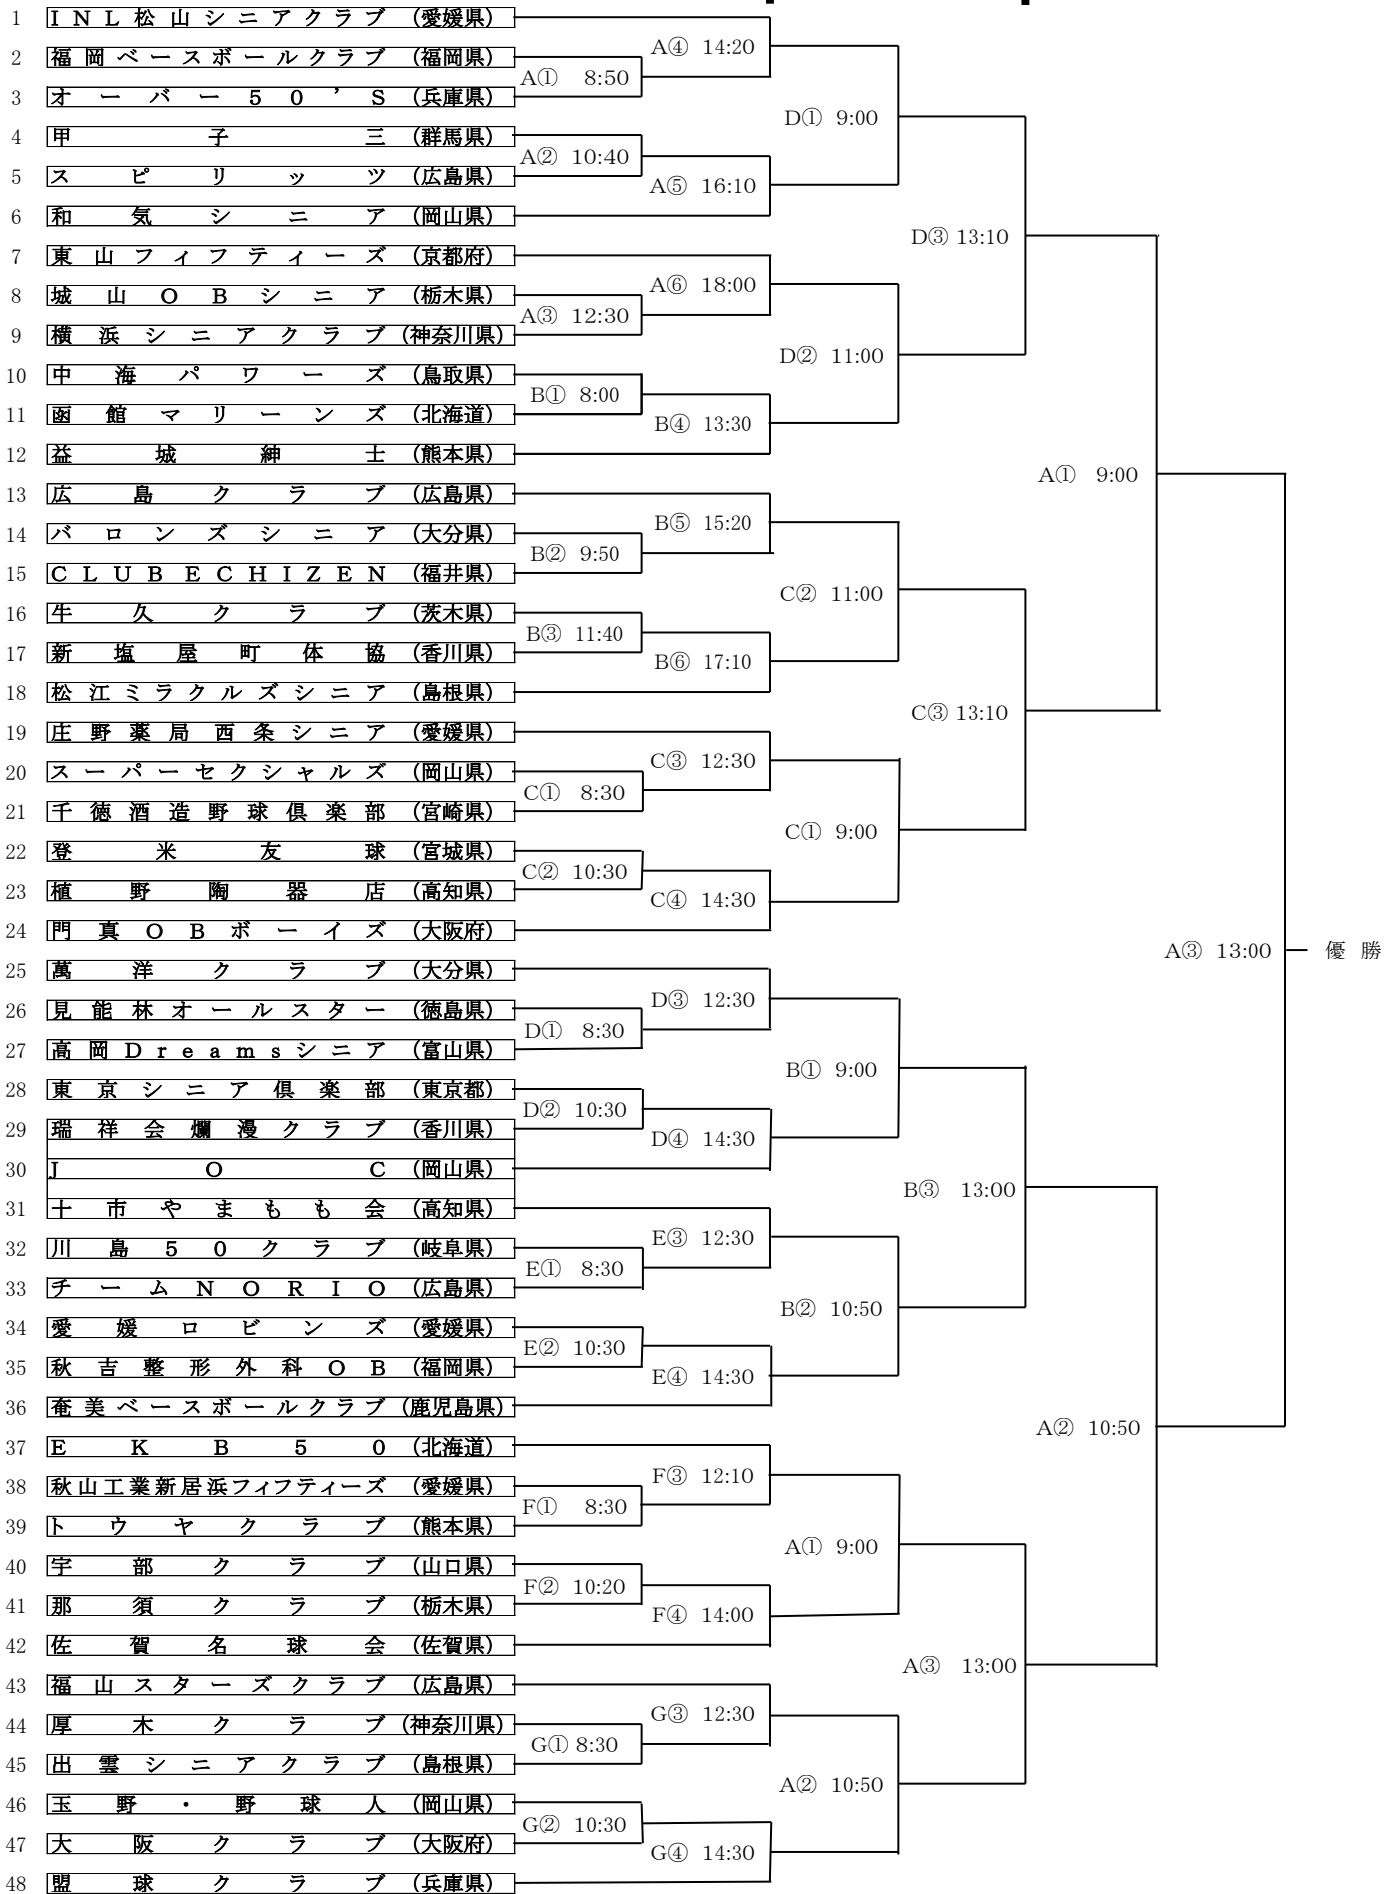 1 INL松山シニアクラブ (愛媛県)
A④ 14:20
2 福岡ベースボールクラブ (福岡県)
A① 8:50
3 オーバー50’S (兵庫県)
D① 9:00
4 甲子三 (群馬県)
A② 10:40
5 スピリッツ (広島県)
A⑤ 16:10
6 和気シニア (岡山県)
D③ 13:10
7 東山フィフティーズ (京都府)
A⑥ 18:00
8 城山OBシニア (栃木県)
A③ 12:30
9 横浜シニアクラブ (神奈川県)
D② 11:00
10 中海パワーズ (鳥取県)
B① 8:00
11 函館マリーンズ (北海道)
B④ 13:30
12 益城紳士 (熊本県)
A① 9:00
13 広島クラブ (広島県)
B⑤ 15:20
14 バロンズシニア (大分県)
B② 9:50
15 CLUBECHIZEN (福井県)
C② 11:00
16 牛久クラブ (茨木県)
B③ 11:40
17 新塩屋町体協 (香川県)
B⑥ 17:10
18 松江ミラクルズシニア (島根県)
C③ 13:10
19 庄野薬局西条シニア (愛媛県)
C③ 12:30
20 スーパーセクシャルズ (岡山県)
C① 8:30
21 千徳酒造野球倶楽部 (宮崎県)
C① 9:00
22 登米友球 (宮城県)
C② 10:30
23 植野陶器店 (高知県)
C④ 14:30
24 門真OBボーイズ (大阪府)
A③ 13:00 優勝
25 萬洋クラブ (大分県)
D③ 12:30
26 見能林オールスター (徳島県)
D① 8:30
27 高岡Dreamsシニア (富山県)
B① 9:00
28 東京シニア倶楽部 (東京都)
D② 10:30
29 瑞祥会爛漫クラブ (香川県)
D④ 14:30
30 JOC (岡山県)
B③ 13:00
31 十市やまもも会 (高知県)
E③ 12:30
32 川島50クラブ (岐阜県)
E① 8:30
33 チームNORIO (広島県)
B② 10:50
34 愛媛ロビンズ (愛媛県)
E② 10:30
35 秋吉整形外科OB (福岡県)
E④ 14:30
36 奄美ベースボールクラブ (鹿児島県)
A② 10:50
37 EKB50 (北海道)
F③ 12:10
38 秋山工業新居浜フィフティーズ (愛媛県)
F① 8:30
39 トウヤクラブ (熊本県)
A① 9:00
40 宇部クラブ (山口県)
F② 10:20
41 那須クラブ (栃木県)
F④ 14:00
42 佐賀名球会 (佐賀県)
A③ 13:00
43 福山スターズクラブ (広島県)
G③ 12:30
44 厚木クラブ (神奈川県)
G① 8:30
45 出雲シニアクラブ (島根県)
A② 10:50
46 玉野・野球人 (岡山県)
G② 10:30
47 大阪クラブ (大阪府)
G④ 14:30
48 盟球クラブ (兵庫県)